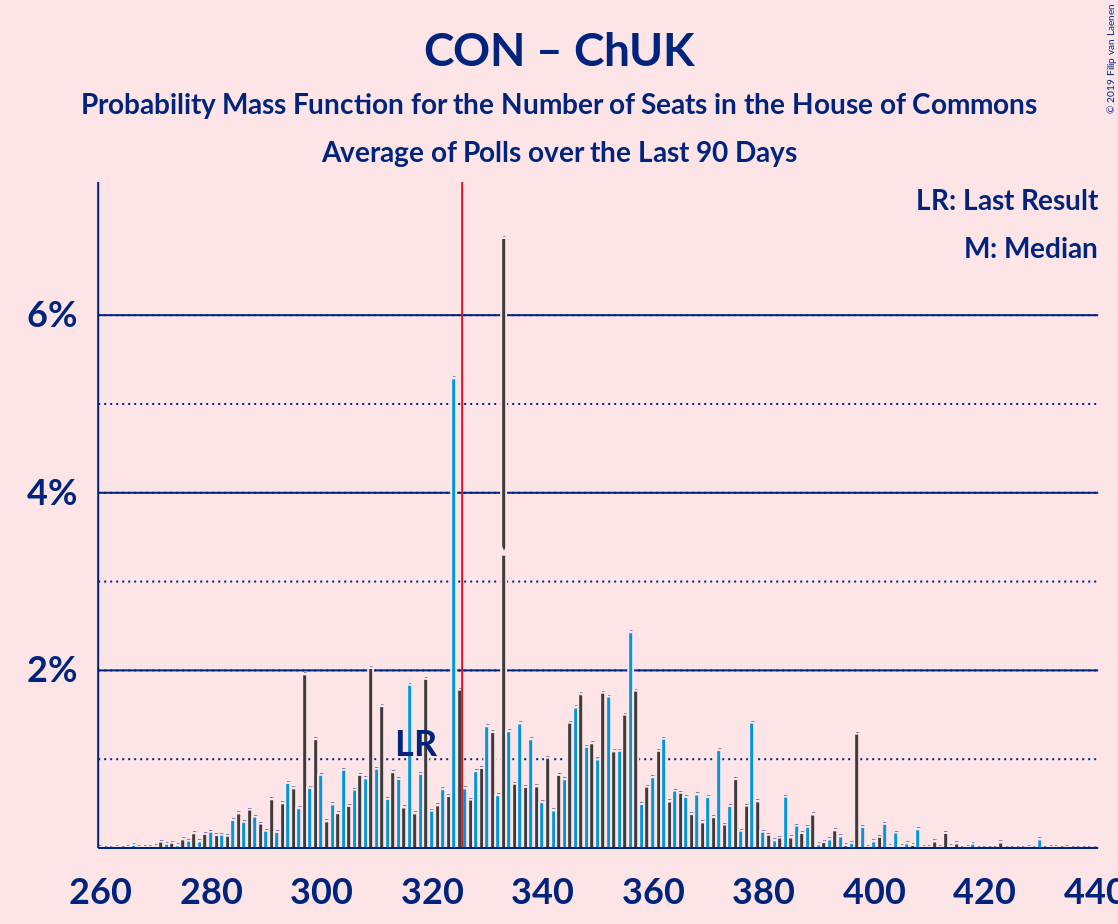 CON – ChUK
Probability Mass Function for the Number of Seats in the House of Commons
Average of Polls over the Last 90 Days
© 2019 Filip van Laenen
LR: Last Result
M: Median
6%
4%
2%
LR
260 280 300 320 340 360 380 400 420 440